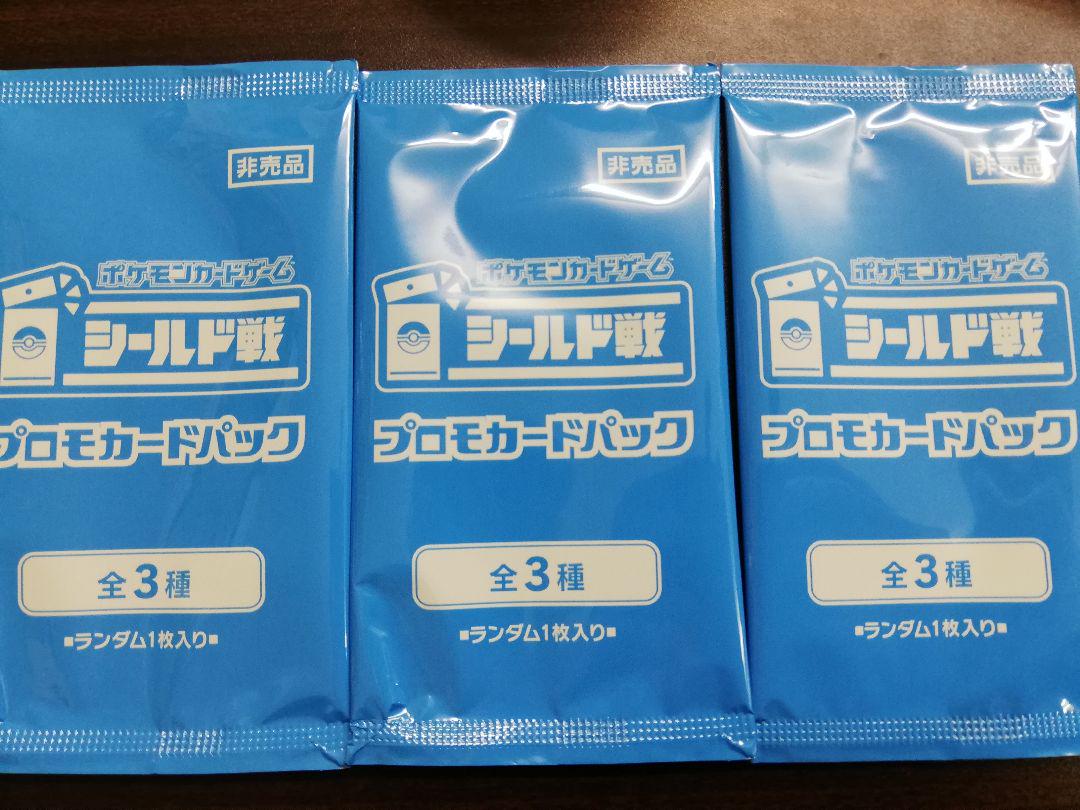 非売品
ポケモンカードゲーム
シールド戦
プロモカードパック
全3種
■ランダム1枚入り■
非売品
ポケモンカードゲーム
シールド戦
プロモカードパック
全3種
■ランダム1枚入り■
非売品
ポケモンカードゲーム
シールド戦
プロモカードパック
全3種
■ランダム1枚入り■